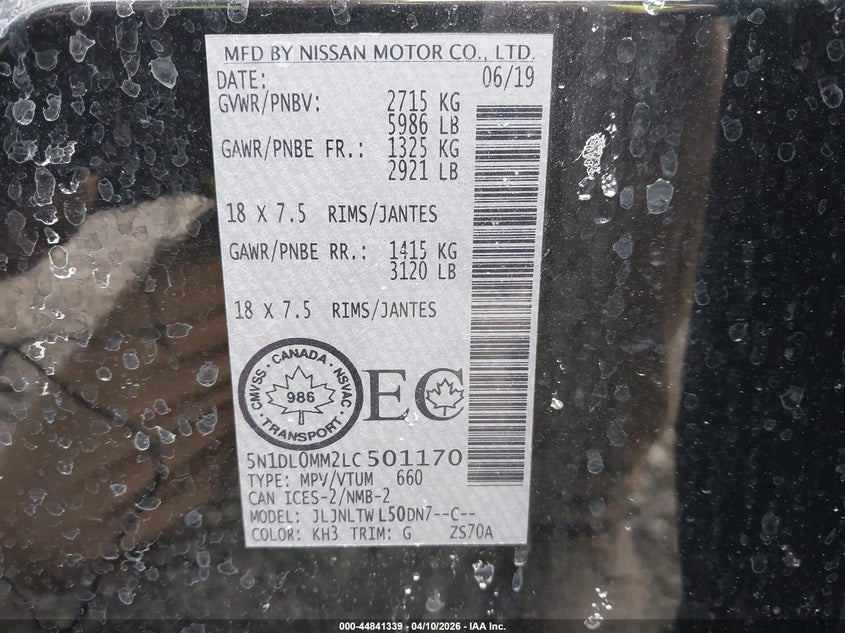 MFD BY NISSAN MOTOR CO., LTD.
DATE: 06/19
GVWR/PNBV: 2715 KG
5986 LB
GAWR/PNBE FR.: 1325 KG
2921 LB
18 X 7.5 RIMS/JANTES
GAWR/PNBE RR.: 1415 KG
3120 LB
18 X 7.5 RIMS/JANTES
CMVSS - CANADA - NSVAC
986
TRANSPORT
EC
5N1DL0MM2LC501170
TYPE: MPV/VTUM 660
CAN ICES-2/NMB-2
MODEL: JLJNLTWL50DN7--C--
COLOR: KH3 TRIM: G ZS70A
000-44841339 - 04/10/2026 - IAA Inc.